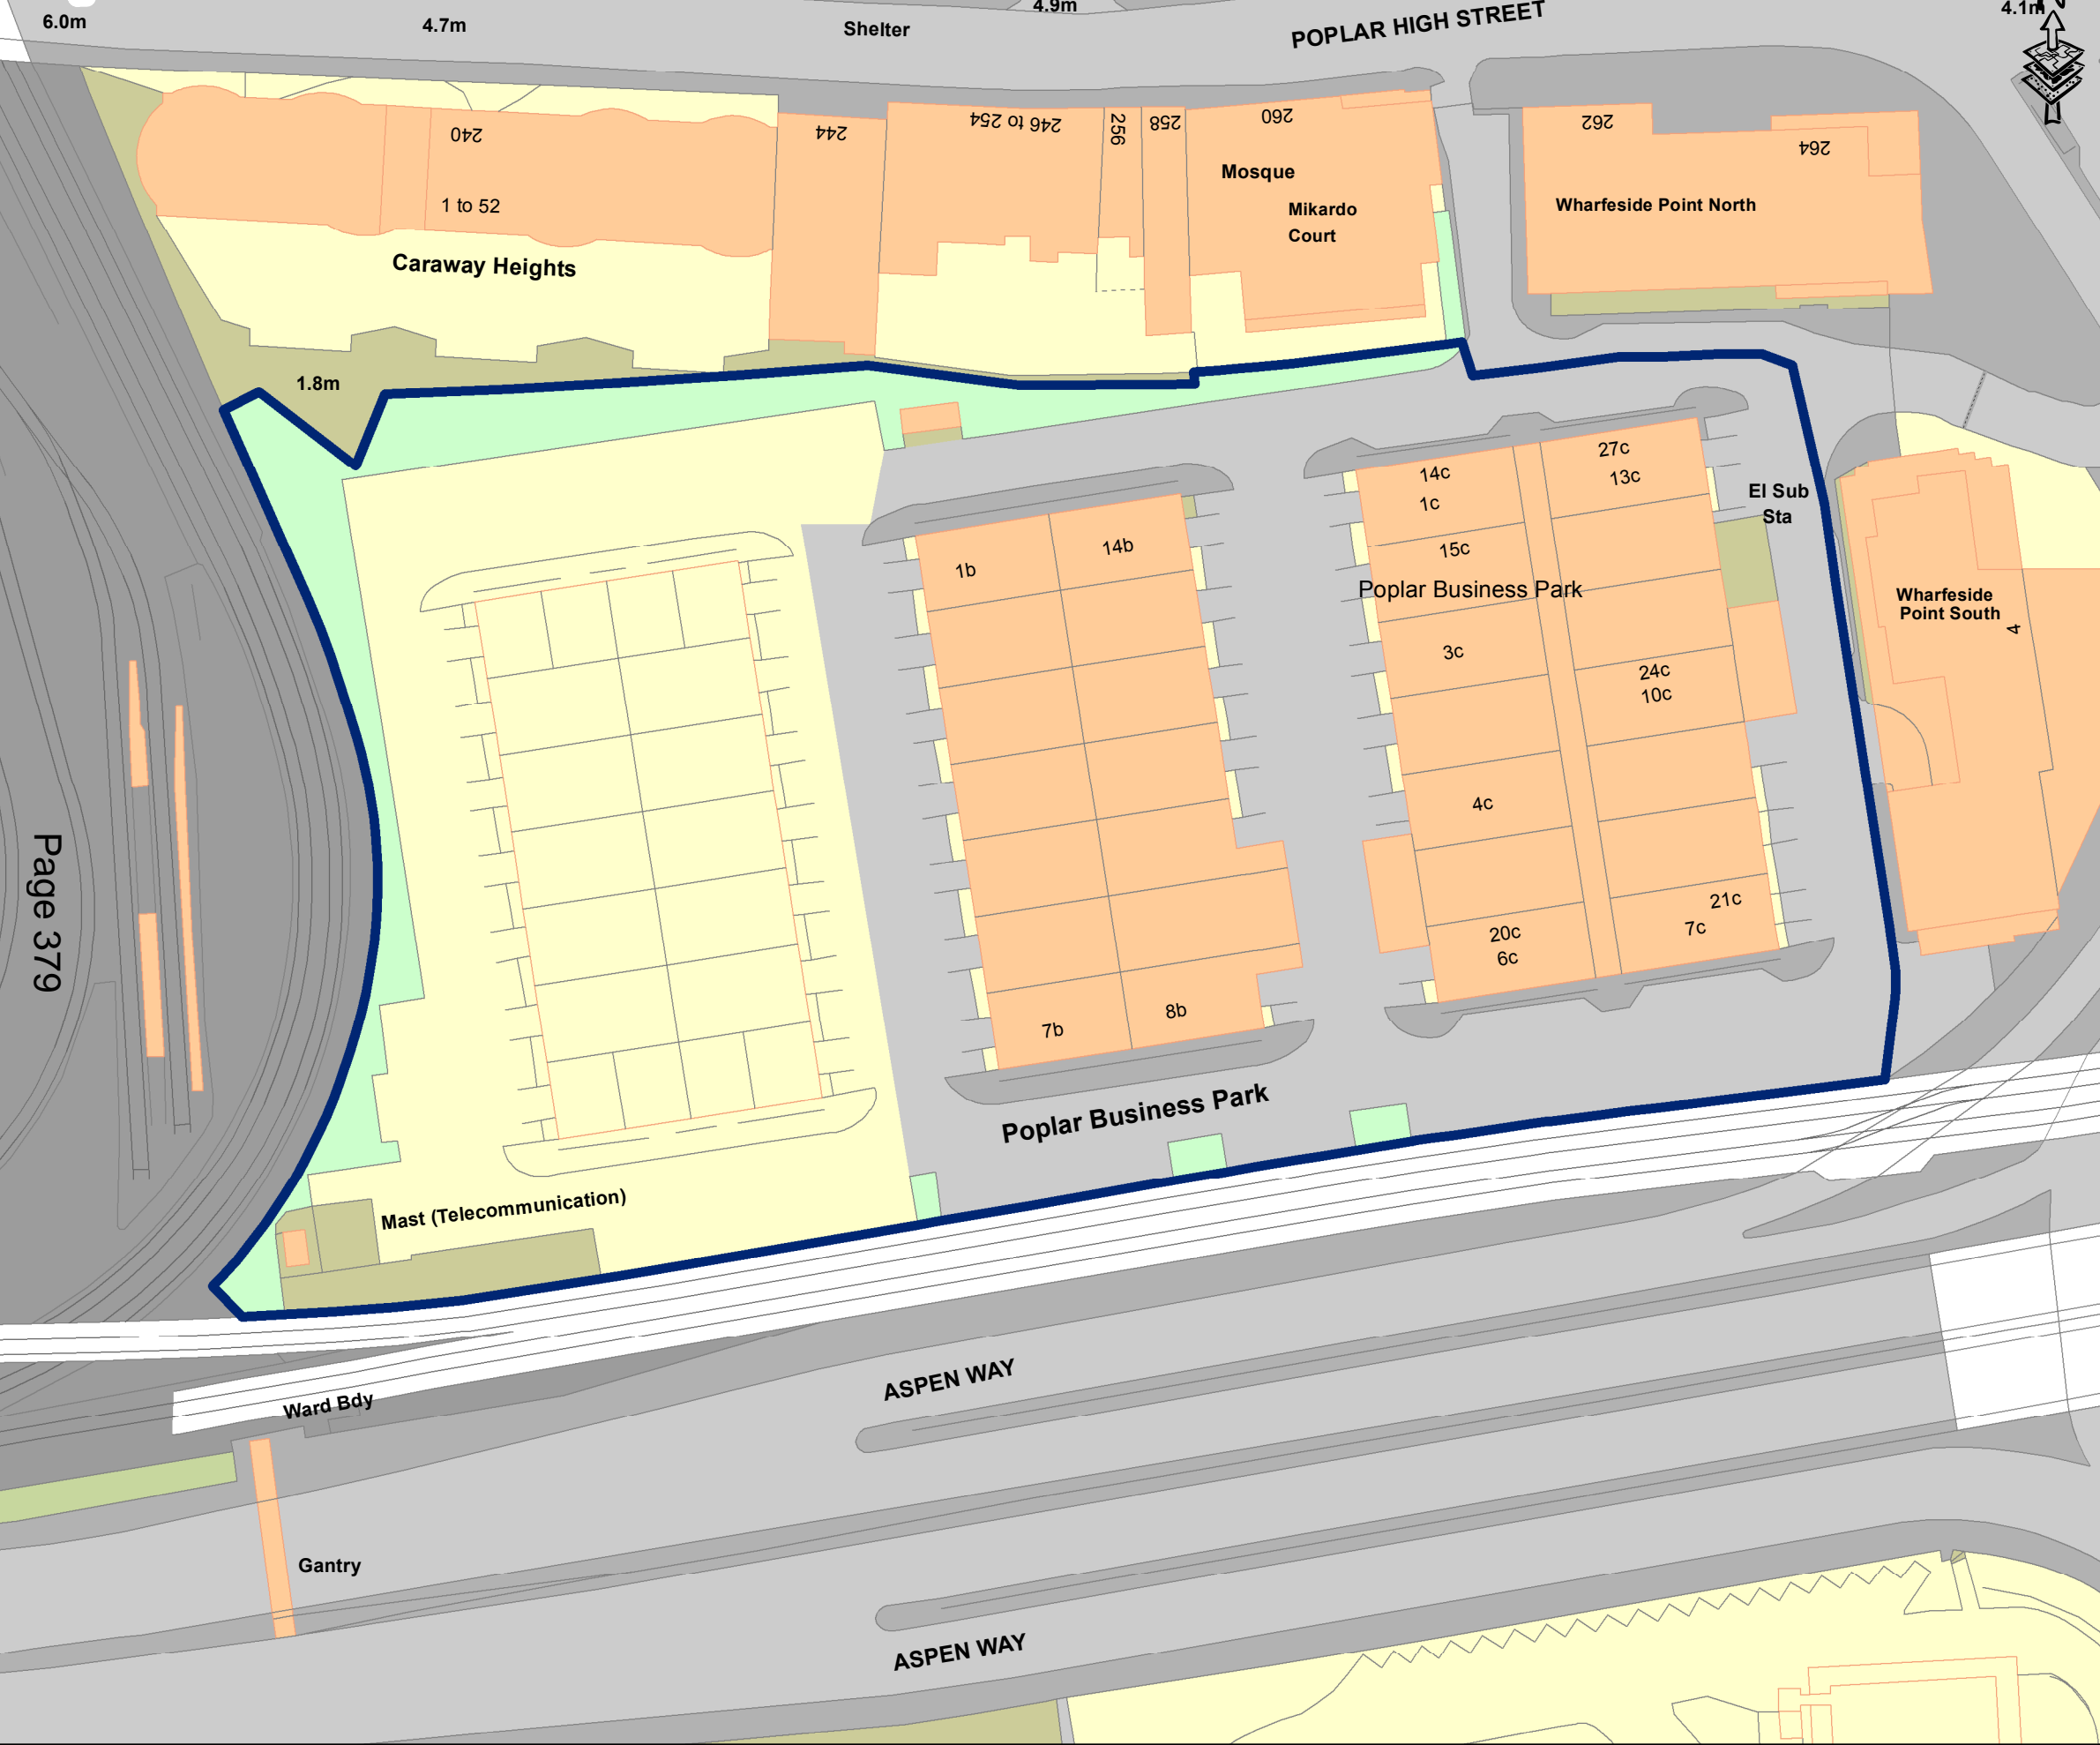 6.0m
4.7m
Shelter
4.9m
POPLAR HIGH STREET
4.1m
N
240
1 to 52
Caraway Heights
244
246 to 254
256
258
260
Mosque
Mikardo
Court
262
264
Wharfeside Point North
1.8m
27c
13c
14c
1c
15c
El Sub
Sta
1b
14b
Poplar Business Park
Wharfeside
Point South
4
3c
24c
10c
4c
Page 379
21c
7c
20c
6c
7b
8b
Poplar Business Park
Mast (Telecommunication)
ASPEN WAY
Ward Bdy
Gantry
ASPEN WAY